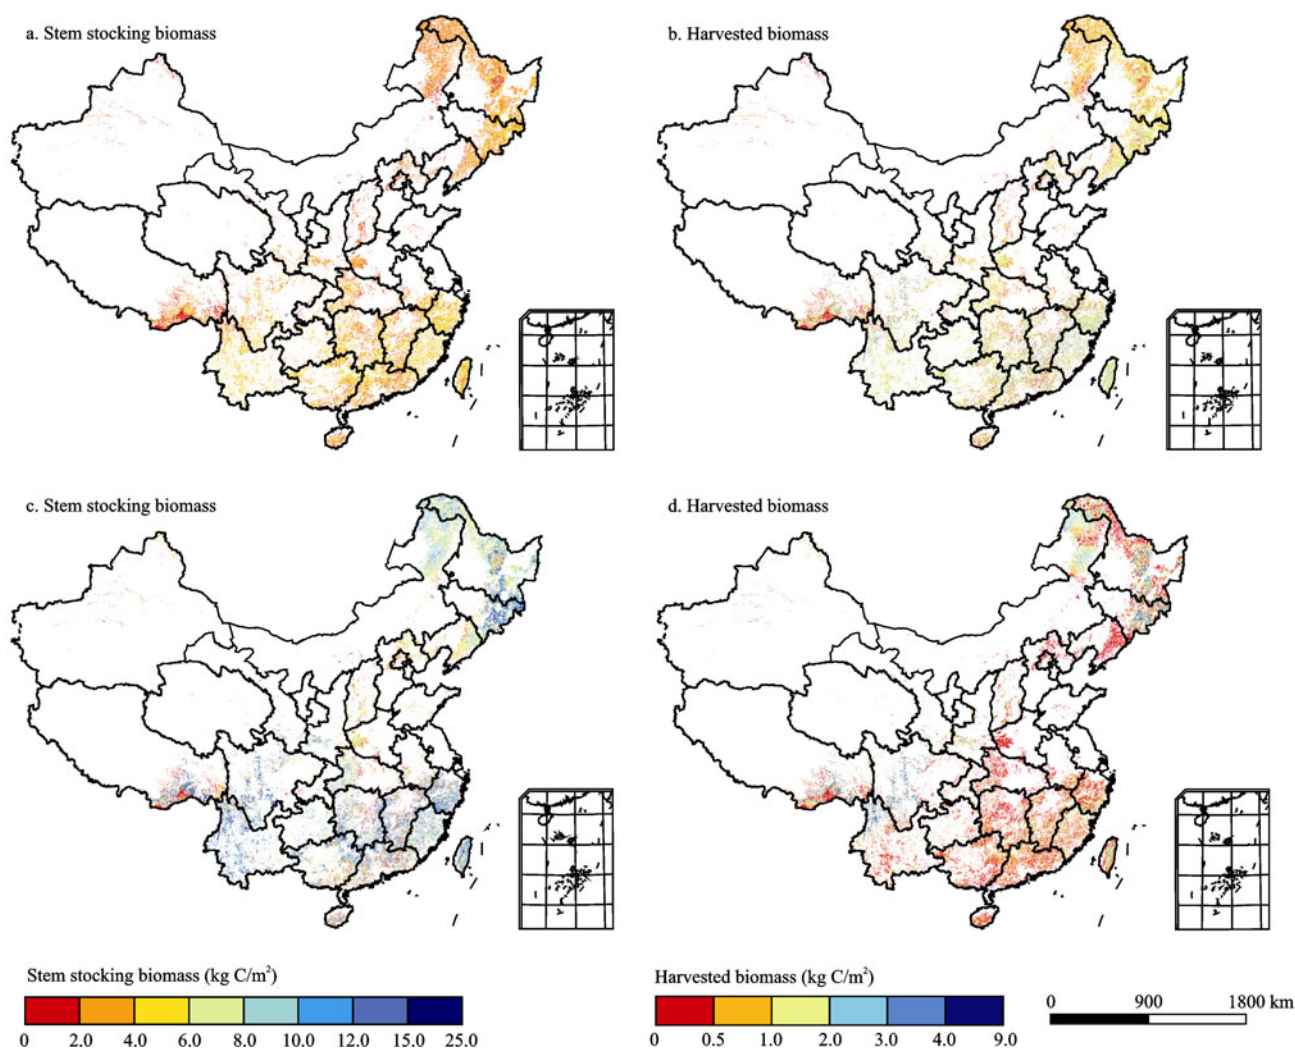 a. Stem stocking biomass
b. Harvested biomass
c. Stem stocking biomass
d. Harvested biomass
Stem stocking biomass (kg C/m²)
0 2.0 4.0 6.0 8.0 10.0 12.0 15.0 25.0
Harvested biomass (kg C/m²)
0 0.5 1.0 2.0 3.0 4.0 9.0
0 900 1800 km